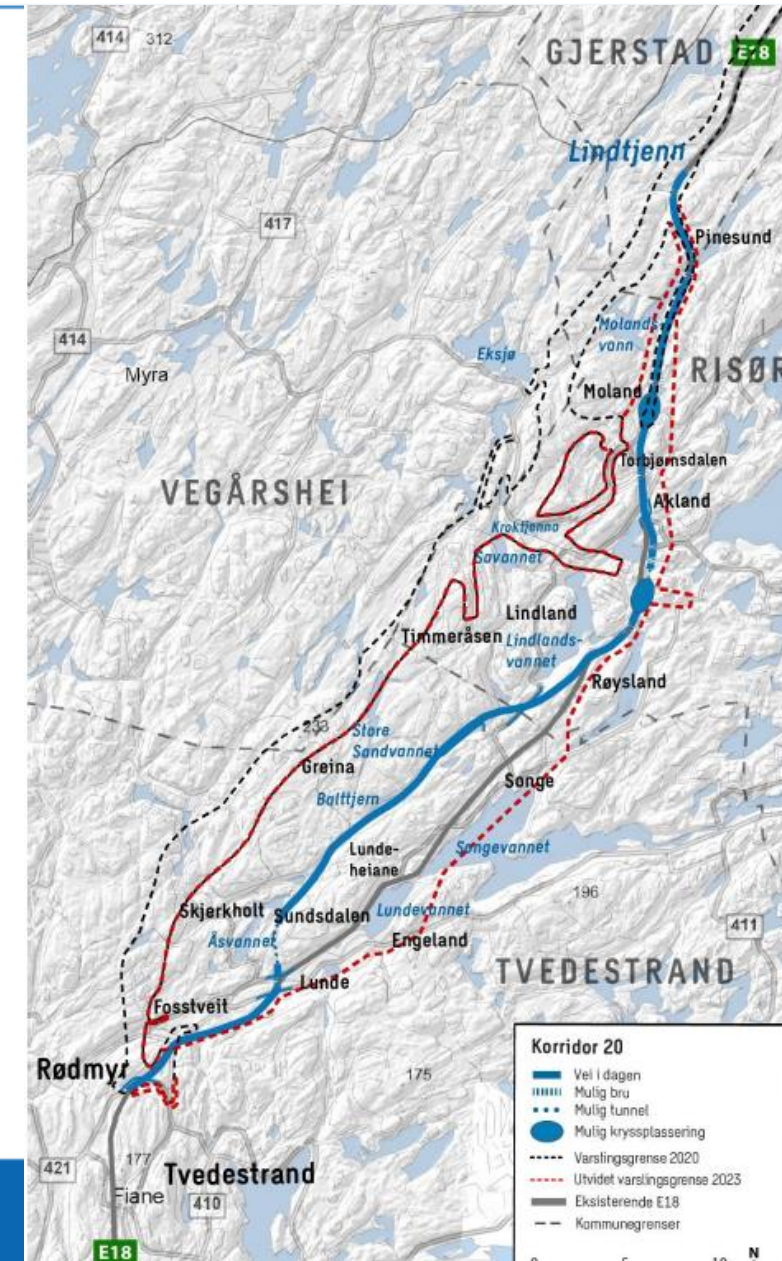 414
312
GJERSTAD
E18
Lindtjenn
417
Pinesund
414
Myra
Eksjø
Molands-
vann
RISØR
Moland
Torbjørnsdalen
VEGÅRSHEI
Akland
Kroktjenna
Savannet
Lindland
Timmeråsen
Lindlands-
vannet
Røysland
233
Store
Sandvannet
Greina
Songe
Balttjern
Lunde-
heiane
Songevannet
196
Skjerkholt
Sundsdalen
Lundevannet
411
Åsvannet
Engeland
TVEDESTRAND
Lunde
Fosstveit
Rødmyr
175
177
421
Tvedestrand
Fiane
410
E18
Korridor 20
Vei i dagen
Mulig bru
Mulig tunnel
Mulig kryssplassering
Varslingsgrense 2020
Utvidet varslingsgrense 2023
Eksisterende E18
Kommunegrenser
N